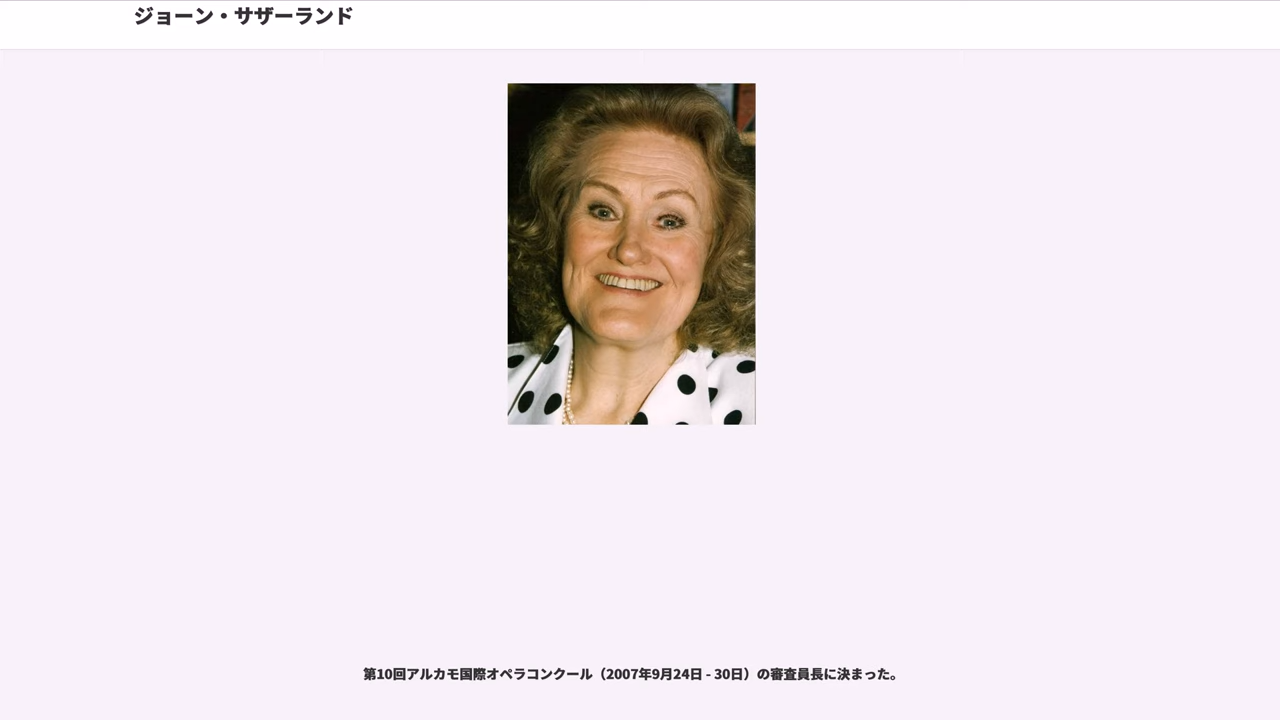 ジョーン・サザーランド
第10回アルカモ国際オペラコンクール（2007年9月24日 - 30日）の審査員長に決まった。